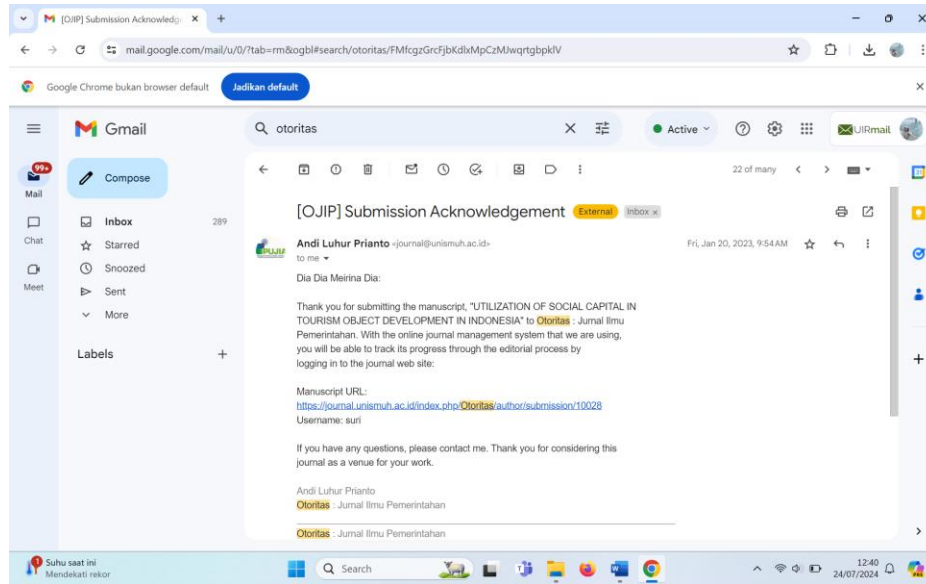 [OJIP] Submission Acknowledg
mail.google.com/mail/u/0/?tab=rm&ogbl#search/otoritas/FMfcgzGrcFjbKdlxMpCzMJwqrtgbpklV
Google Chrome bukan browser default
Jadikan default
Gmail
otoritas
Active
UIRmail
99+
Mail
Chat
Meet
Compose
Inbox 289
Starred
Snoozed
Sent
More
Labels
22 of many
[OJIP] Submission Acknowledgement External Inbox x
Andi Luhur Prianto <journal@unismuh.ac.id> Fri, Jan 20, 2023, 9:54 AM
to me
Dia Dia Meirina Dia:
Thank you for submitting the manuscript, "UTILIZATION OF SOCIAL CAPITAL IN
TOURISM OBJECT DEVELOPMENT IN INDONESIA" to Otoritas : Jurnal Ilmu
Pemerintahan. With the online journal management system that we are using,
you will be able to track its progress through the editorial process by
logging in to the journal web site:
Manuscript URL:
https://journal.unismuh.ac.id/index.php/Otoritas/author/submission/10028
Username: suri
If you have any questions, please contact me. Thank you for considering this
journal as a venue for your work.
Andi Luhur Prianto
Otoritas : Jurnal Ilmu Pemerintahan
Otoritas : Jurnal Ilmu Pemerintahan
Suhu saat ini
Mendekati rekor
Search
12:40
24/07/2024